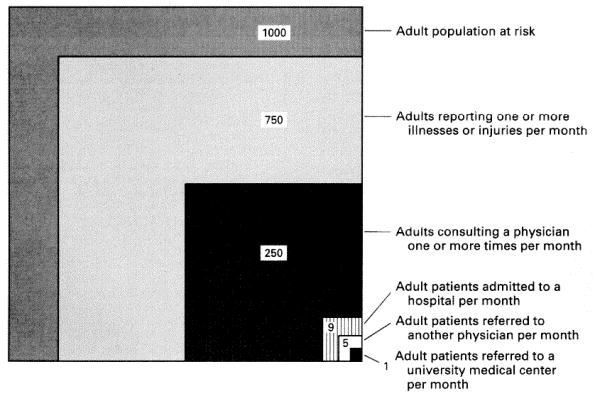 1000
Adult population at risk
750
Adults reporting one or more
illnesses or injuries per month
250
Adults consulting a physician
one or more times per month
9
Adult patients admitted to a
hospital per month
5
Adult patients referred to
another physician per month
1
Adult patients referred to a
university medical center
per month